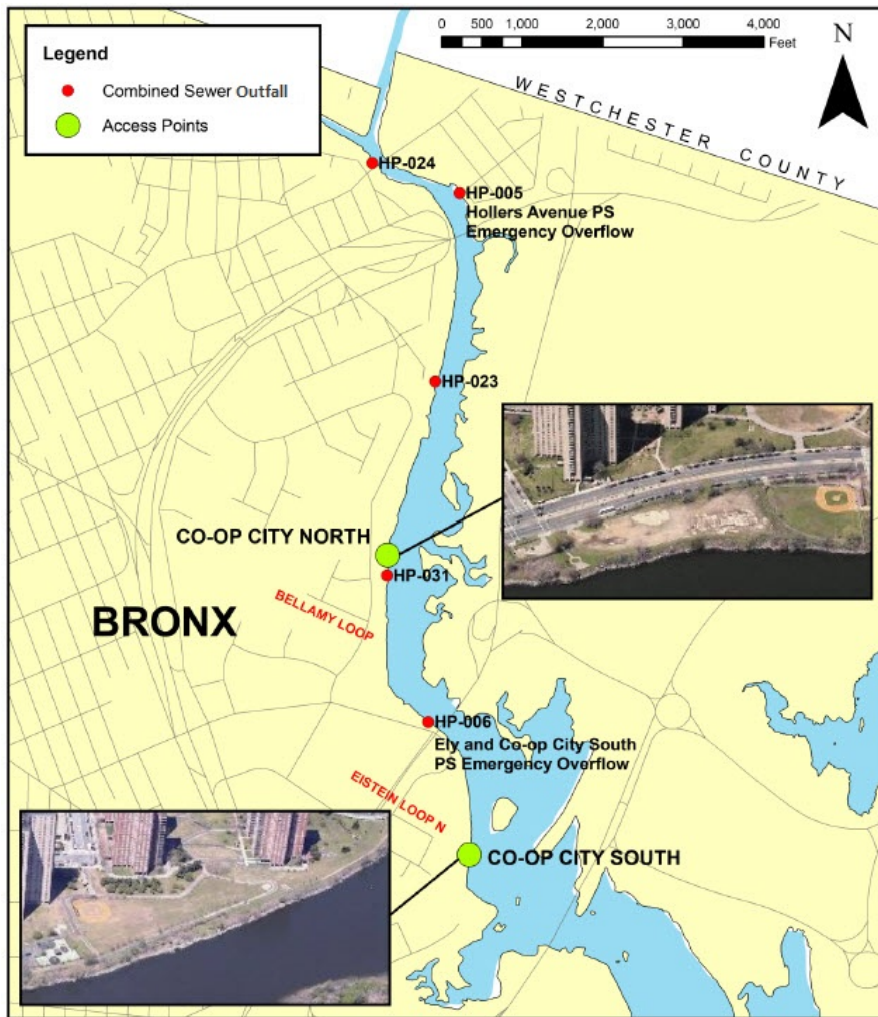 Legend
Combined Sewer Outfall
Access Points
0 500 1,000 2,000 3,000 4,000
Feet
N
WESTCHESTER COUNTY
HP-024
HP-005
Hollers Avenue PS
Emergency Overflow
HP-023
CO-OP CITY NORTH
HP-031
BELLAMY LOOP
BRONX
HP-006
Ely and Co-op City South
PS Emergency Overflow
EISTEIN LOOP N
CO-OP CITY SOUTH